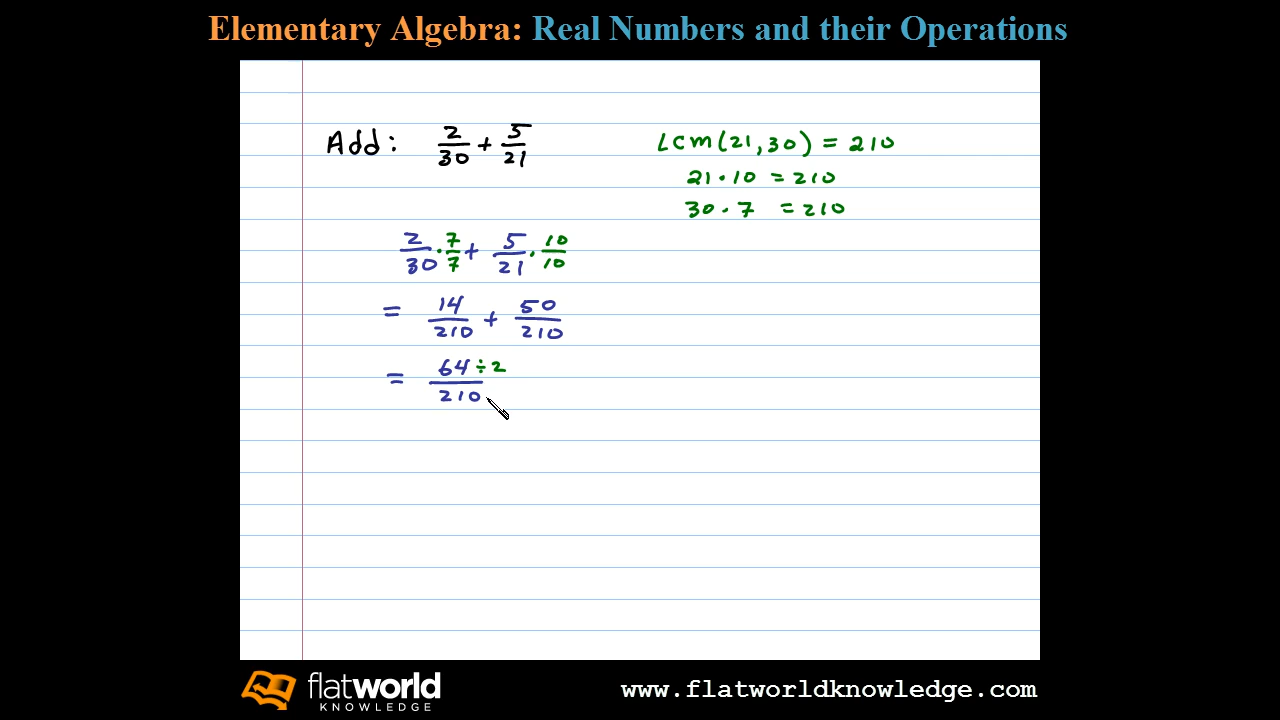 Elementary Algebra: Real Numbers and their Operations
Add: 2/30 + 5/21
LCM(21,30) = 210
21 · 10 = 210
30 · 7 = 210
2/30 · 7/7 + 5/21 · 10/10
= 14/210 + 50/210
= 64÷2/210
flatworld
KNOWLEDGE
www.flatworldknowledge.com